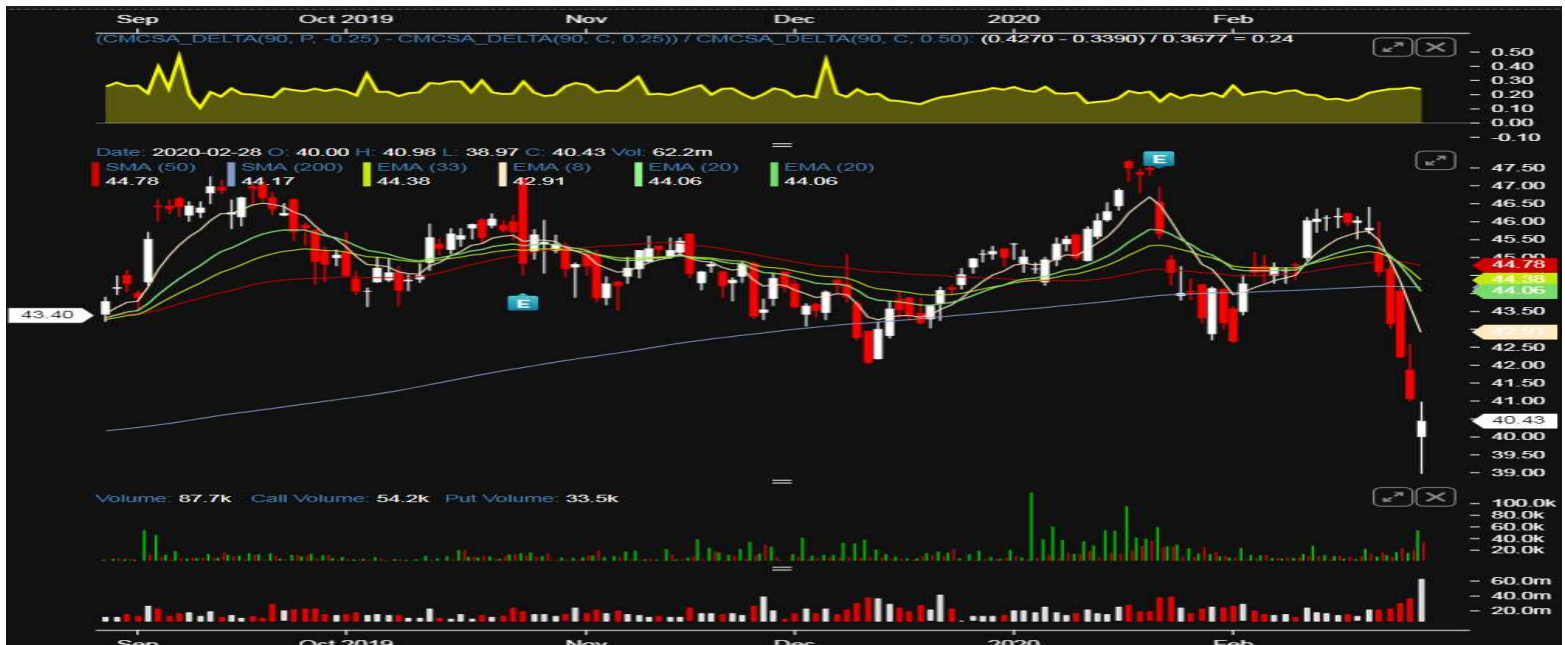 Sep Oct 2019 Nov Dec 2020 Feb
(CMCSA_DELTA(90, P, -0.25) - CMCSA_DELTA(90, C, 0.25)) / CMCSA_DELTA(90, C, 0.50): (0.4270 - 0.3390) / 0.3677 = 0.24
0.50
0.40
0.30
0.20
0.10
0.00
-0.10
Date: 2020-02-28 O: 40.00 H: 40.98 L: 38.97 C: 40.43 Vol: 62.2m
SMA (50) SMA (200) EMA (33) EMA (8) EMA (20) EMA (20)
44.78 44.17 44.38 42.91 44.06 44.06
E
47.50
47.00
46.50
46.00
45.50
45.00
44.78
44.38
44.06
E
43.40
43.50
42.91
42.50
42.00
41.50
41.00
40.43
40.00
39.50
39.00
Volume: 87.7k Call Volume: 54.2k Put Volume: 33.5k
100.0k
80.0k
60.0k
40.0k
20.0k
60.0m
40.0m
20.0m
Sep Oct 2019 Nov Dec 2020 Feb